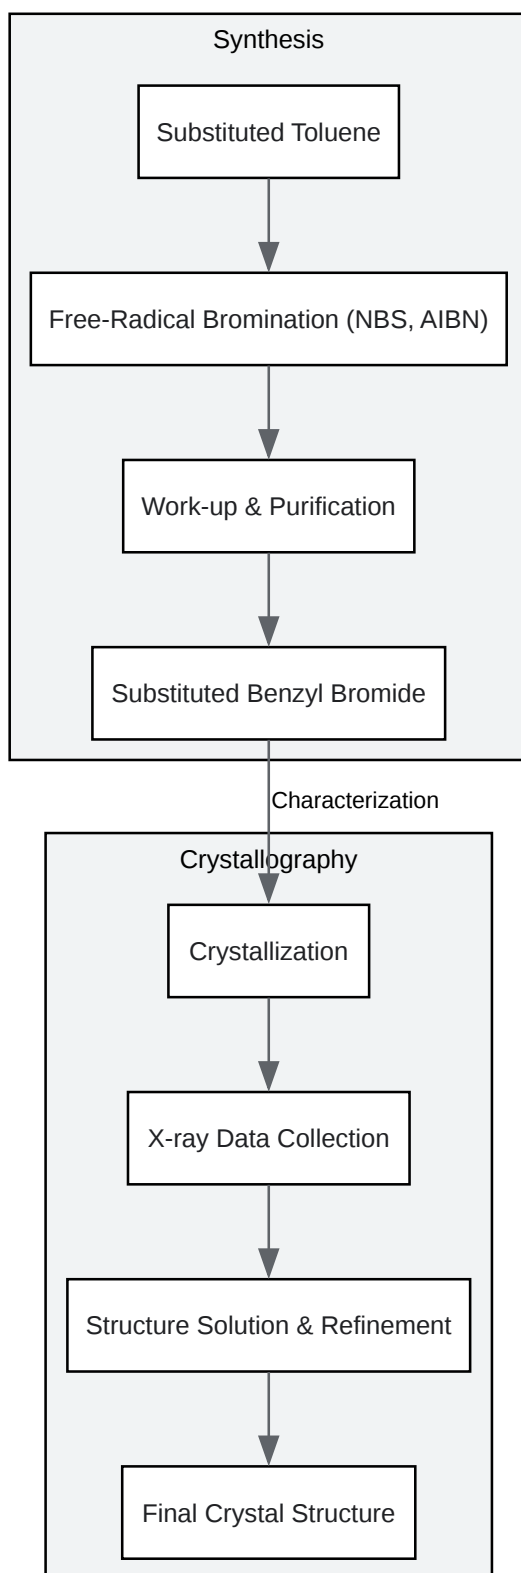 Synthesis
Substituted Toluene
Free-Radical Bromination (NBS, AIBN)
Work-up & Purification
Substituted Benzyl Bromide
Characterization
Crystallography
Crystallization
X-ray Data Collection
Structure Solution & Refinement
Final Crystal Structure